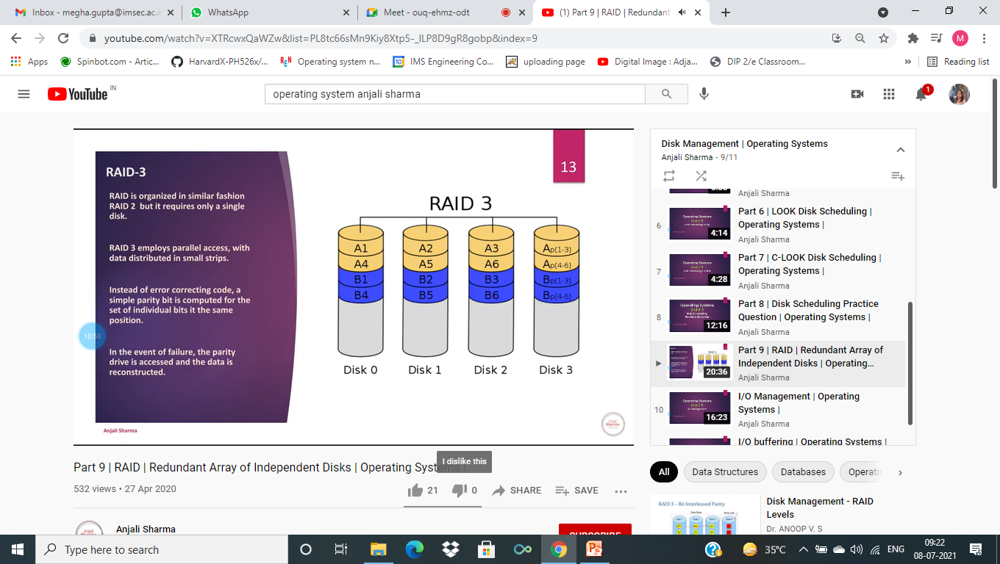 Inbox - megha.gupta@imsec.ac.i
WhatsApp
Meet - ouq-ehmz-odt
(1) Part 9 | RAID | Redundant
youtube.com/watch?v=XTRcwxQaWZw&list=PL8tc66sMn9Kiy8Xtp5-_lLP8D9gR8gobp&index=9
M
Apps
Spinbot.com - Artic...
HarvardX-PH526x/...
REN
Operating system n...
10
IMS Engineering Co...
uploading page
Digital Image : Adja...
DIP 2/e Classroom...
»
Reading list
YouTube IN
operating system anjali sharma
1
RAID-3
13
RAID is organized in similar fashion
RAID 2 but it requires only a single
disk.
RAID 3 employs parallel access, with
data distributed in small strips.
Instead of error correcting code, a
simple parity bit is computed for the
set of individual bits it the same
position.
10:58
In the event of failure, the parity
drive is accessed and the data is
reconstructed.
Anjali Sharma
RAID 3
A1 A2 A3 Ap(1-3)
A4 A5 A6 Ap(4-6)
B1 B2 B3 Bp(1-3)
B4 B5 B6 Bp(4-6)
Disk 0 Disk 1 Disk 2 Disk 3
Part 9 | RAID | Redundant Array of Independent Disks | Operating Systems |
I dislike this
532 views • 27 Apr 2020
21
0
SHARE
SAVE
Anjali Sharma
SUBSCRIBE
Disk Management | Operating Systems
Anjali Sharma - 9/11
Anjali Sharma
6
4:14
Part 6 | LOOK Disk Scheduling |
Operating Systems |
Anjali Sharma
7
4:28
Part 7 | C-LOOK Disk Scheduling |
Operating Systems |
Anjali Sharma
8
12:16
Part 8 | Disk Scheduling Practice
Question | Operating Systems |
Anjali Sharma
20:36
Part 9 | RAID | Redundant Array of
Independent Disks | Operating...
Anjali Sharma
10
16:23
I/O Management | Operating
Systems |
Anjali Sharma
I/O buffering | Operating Systems |
All
Data Structures
Databases
Operati
RAID 3 – Bit Interleaved Parity
Disk Management - RAID
Levels
Dr. ANOOP V. S
Type here to search
35°C
ENG
09:22
08-07-2021